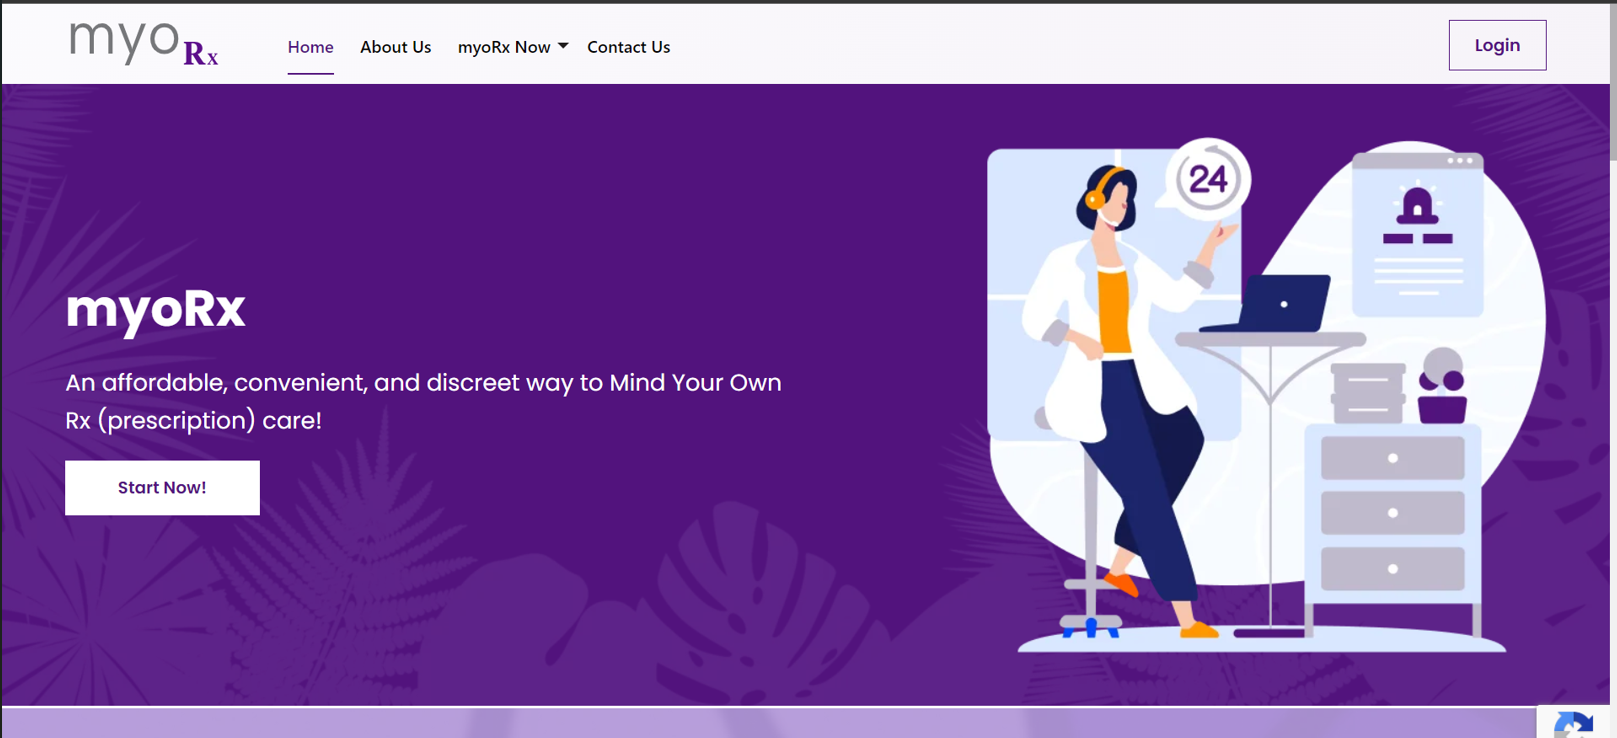 myoRx
Home
About Us
myoRx Now
Contact Us
Login
24
myoRx
An affordable, convenient, and discreet way to Mind Your Own
Rx (prescription) care!
Start Now!